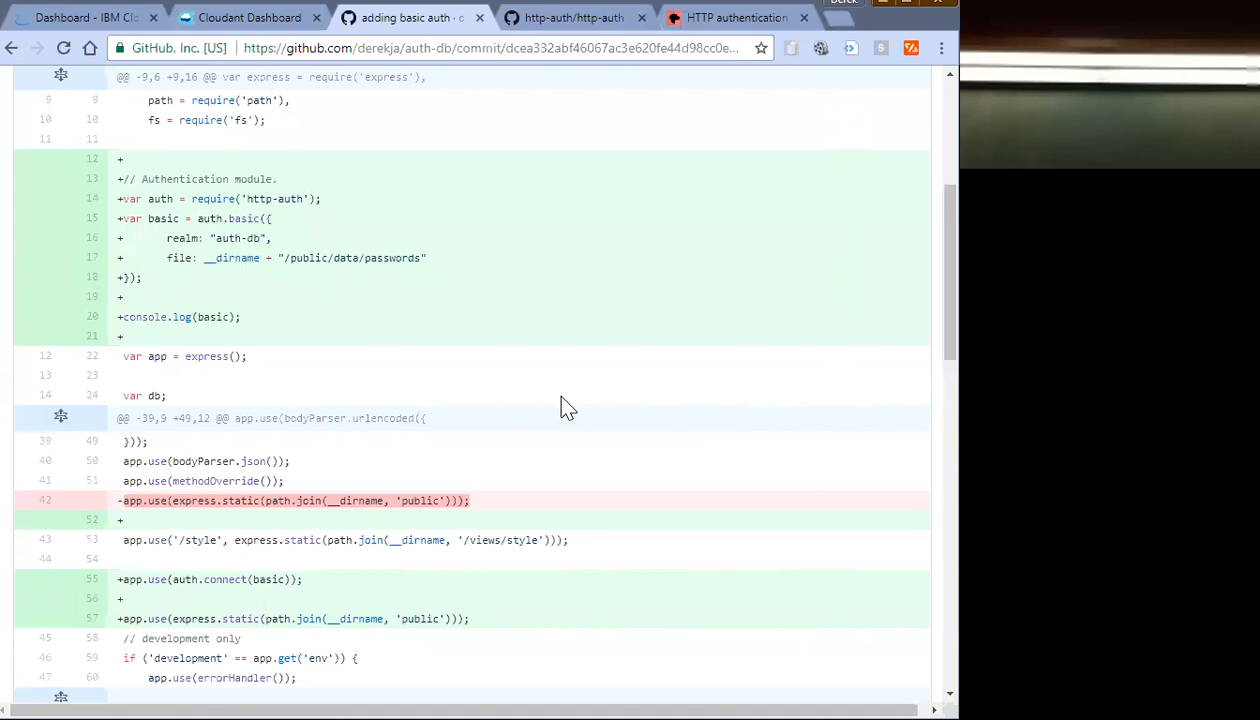 Derek
Dashboard - IBM Clo
Cloudant Dashboard
adding basic auth · d
http-auth/http-auth
HTTP authentication
GitHub, Inc. [US]
https://github.com/derekja/auth-db/commit/dcea332abf46067ac3e620fe44d98cc0e...
@@ -9,6 +9,16 @@ var express = require('express'),
9 9 path = require('path'),
10 10 fs = require('fs');
11 11
12 +
13 +// Authentication module.
14 +var auth = require('http-auth');
15 +var basic = auth.basic({
16 + realm: "auth-db",
17 + file: __dirname + "/public/data/passwords"
18 +});
19 +
20 +console.log(basic);
21 +
12 22 var app = express();
13 23
14 24 var db;
@@ -39,9 +49,12 @@ app.use(bodyParser.urlencoded({
39 49 }));
40 50 app.use(bodyParser.json());
41 51 app.use(methodOverride());
42 -app.use(express.static(path.join(__dirname, 'public')));
52 +
43 53 app.use('/style', express.static(path.join(__dirname, '/views/style')));
44 54
55 +app.use(auth.connect(basic));
56 +
57 +app.use(express.static(path.join(__dirname, 'public')));
45 58 // development only
46 59 if ('development' == app.get('env')) {
47 60 app.use(errorHandler());